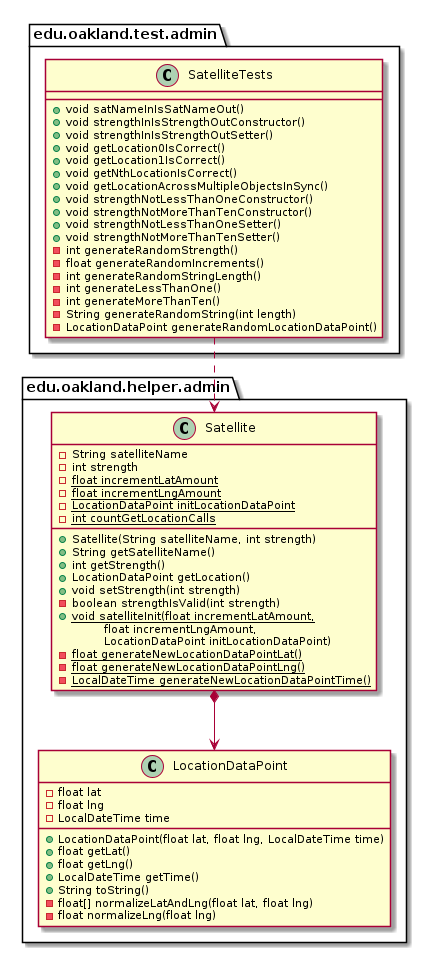 edu.oakland.test.admin
C SatelliteTests
void satNameInIsSatNameOut()
void strengthInIsStrengthOutConstructor()
void strengthInIsStrengthOutSetter()
void getLocation0IsCorrect()
void getLocation1IsCorrect()
void getNthLocationIsCorrect()
void getLocationAcrossMultipleObjectsInSync()
void strengthNotLessThanOneConstructor()
void strengthNotMoreThanTenConstructor()
void strengthNotLessThanOneSetter()
void strengthNotMoreThanTenSetter()
int generateRandomStrength()
float generateRandomIncrements()
int generateRandomStringLength()
int generateLessThanOne()
int generateMoreThanTen()
String generateRandomString(int length)
LocationDataPoint generateRandomLocationDataPoint()
edu.oakland.helper.admin
C Satellite
String satelliteName
int strength
float incrementLatAmount
float incrementLngAmount
LocationDataPoint initLocationDataPoint
int countGetLocationCalls
Satellite(String satelliteName, int strength)
String getSatelliteName()
int getStrength()
LocationDataPoint getLocation()
void setStrength(int strength)
boolean strengthIsValid(int strength)
void satelliteInit(float incrementLatAmount,
float incrementLngAmount,
LocationDataPoint initLocationDataPoint)
float generateNewLocationDataPointLat()
float generateNewLocationDataPointLng()
LocalDateTime generateNewLocationDataPointTime()
C LocationDataPoint
float lat
float lng
LocalDateTime time
LocationDataPoint(float lat, float lng, LocalDateTime time)
float getLat()
float getLng()
LocalDateTime getTime()
String toString()
float[] normalizeLatAndLng(float lat, float lng)
float normalizeLng(float lng)